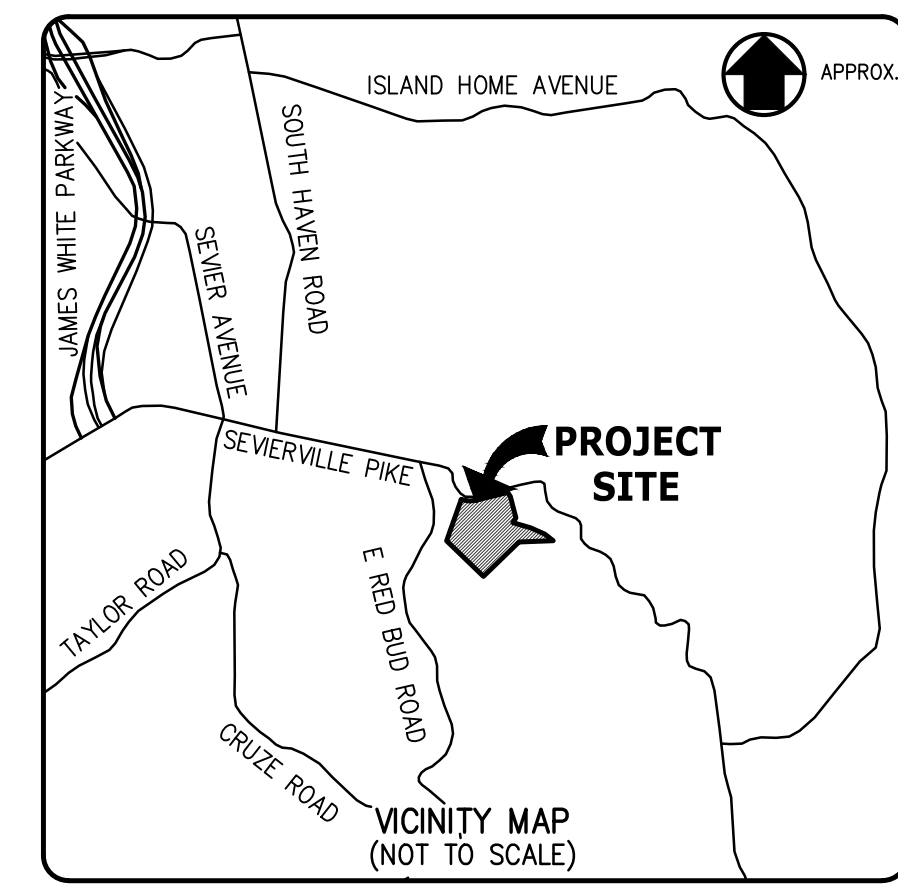 ISLAND HOME AVENUE
APPROX.
JAMES WHITE PARKWAY
SOUTH HAVEN ROAD
SEVIER AVENUE
SEVIERVILLE PIKE
PROJECT
SITE
TAYLOR ROAD
E RED BUD ROAD
CRUZE ROAD
VICINITY MAP
(NOT TO SCALE)